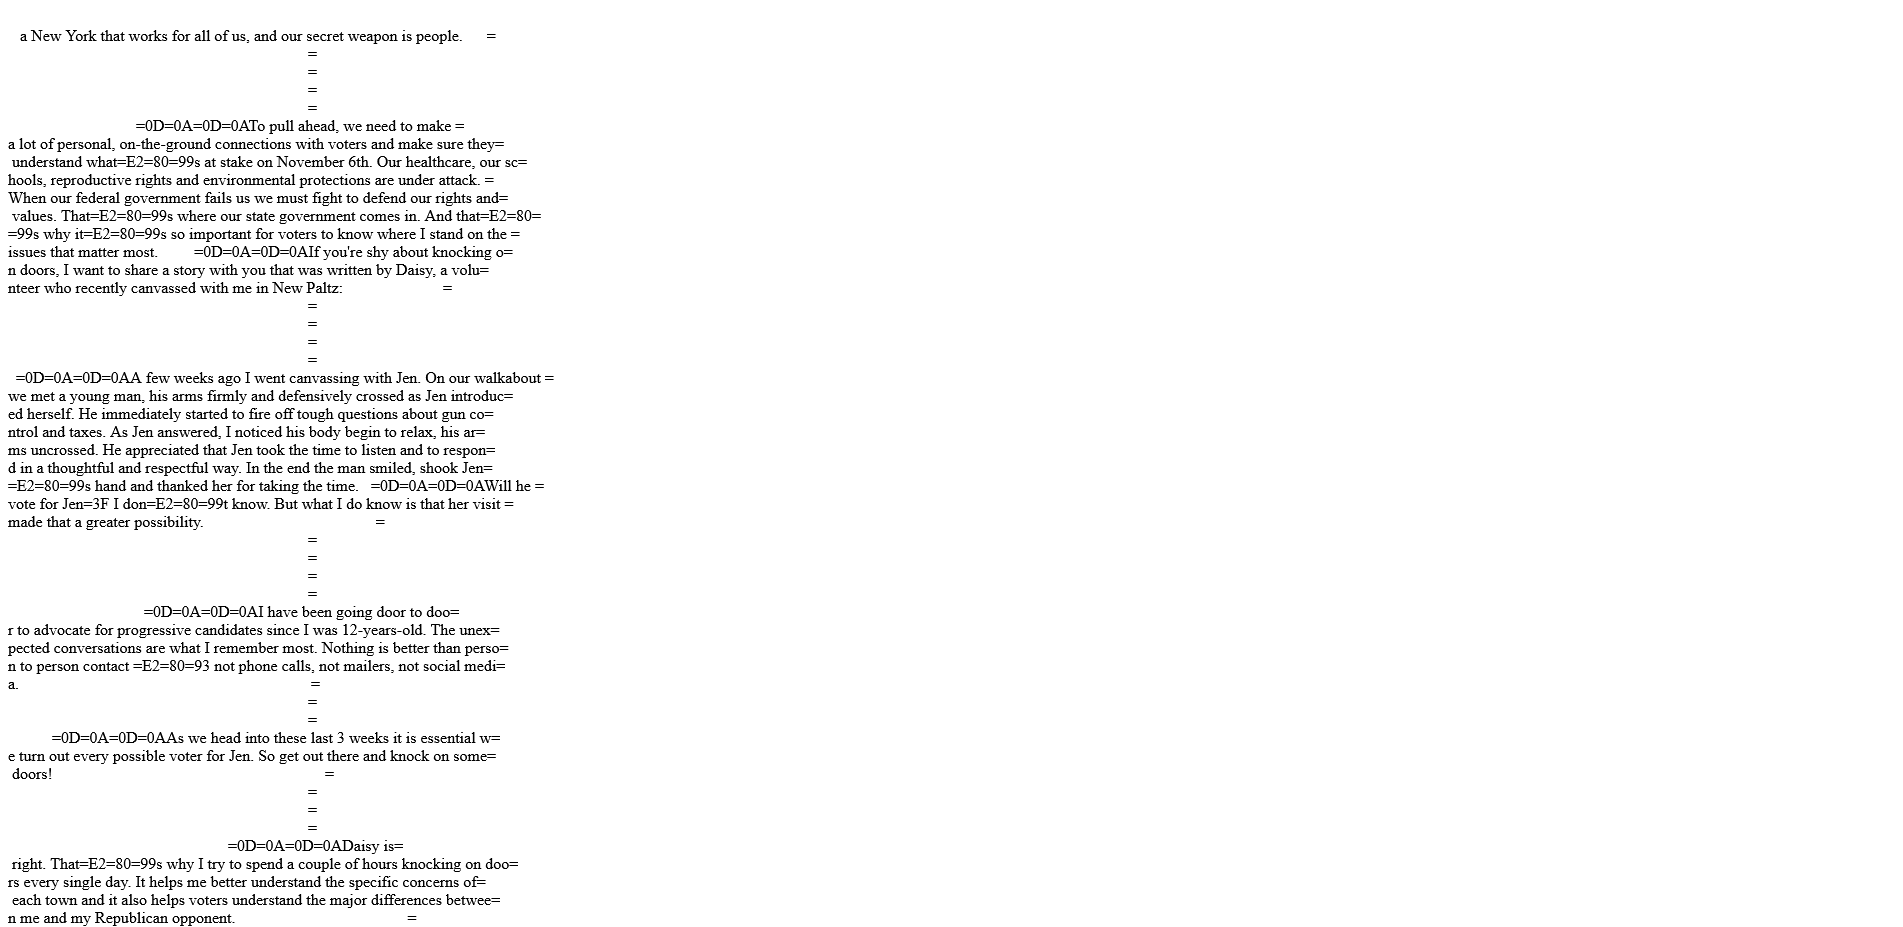 a New York that works for all of us, and our secret weapon is people. =
=
=
=
=
=0D=0A=0D=0ATo pull ahead, we need to make =
a lot of personal, on-the-ground connections with voters and make sure they=
understand what=E2=80=99s at stake on November 6th. Our healthcare, our sc=
hools, reproductive rights and environmental protections are under attack. =
When our federal government fails us we must fight to defend our rights and=
values. That=E2=80=99s where our state government comes in. And that=E2=80=
=99s why it=E2=80=99s so important for voters to know where I stand on the =
issues that matter most. =0D=0A=0D=0AIf you're shy about knocking o=
n doors, I want to share a story with you that was written by Daisy, a volu=
nteer who recently canvassed with me in New Paltz: =
=
=
=
=
=0D=0A=0D=0AA few weeks ago I went canvassing with Jen. On our walkabout =
we met a young man, his arms firmly and defensively crossed as Jen introduc=
ed herself. He immediately started to fire off tough questions about gun co=
ntrol and taxes. As Jen answered, I noticed his body begin to relax, his ar=
ms uncrossed. He appreciated that Jen took the time to listen and to respon=
d in a thoughtful and respectful way. In the end the man smiled, shook Jen=
=E2=80=99s hand and thanked her for taking the time. =0D=0A=0D=0AWill he =
vote for Jen=3F I don=E2=80=99t know. But what I do know is that her visit =
made that a greater possibility. =
=
=
=
=
=0D=0A=0D=0AI have been going door to doo=
r to advocate for progressive candidates since I was 12-years-old. The unex=
pected conversations are what I remember most. Nothing is better than perso=
n to person contact =E2=80=93 not phone calls, not mailers, not social medi=
a. =
=
=
=0D=0A=0D=0AAs we head into these last 3 weeks it is essential w=
e turn out every possible voter for Jen. So get out there and knock on some=
doors! =
=
=
=
=0D=0A=0D=0ADaisy is=
right. That=E2=80=99s why I try to spend a couple of hours knocking on doo=
rs every single day. It helps me better understand the specific concerns of=
each town and it also helps voters understand the major differences betwee=
n me and my Republican opponent. =